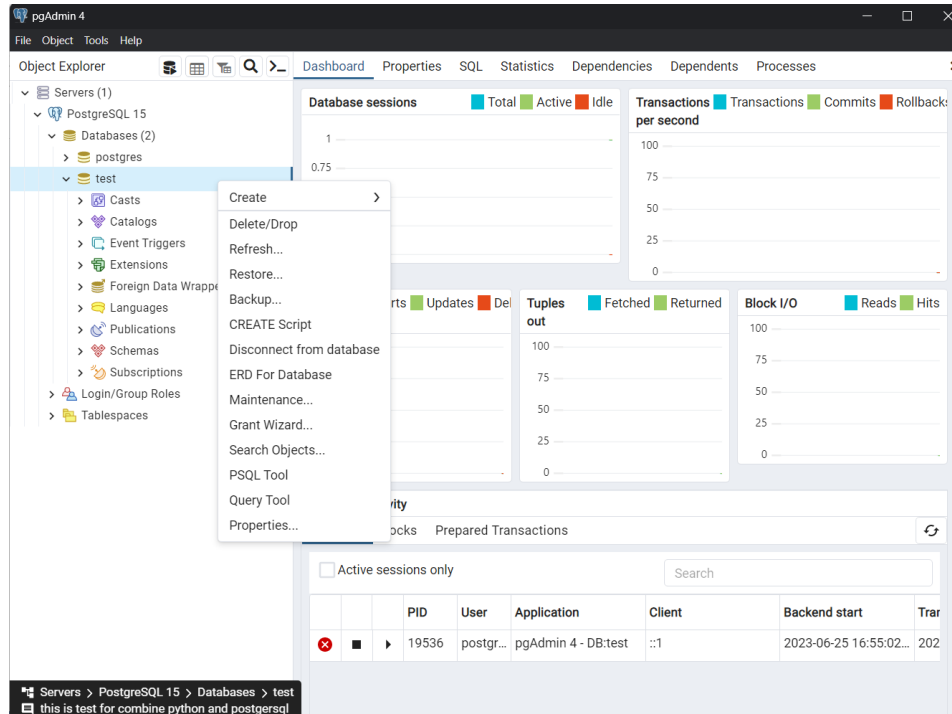 pgAdmin 4
File Object Tools Help
Object Explorer
Dashboard Properties SQL Statistics Dependencies Dependents Processes
Servers (1)
PostgreSQL 15
Databases (2)
postgres
test
Casts
Catalogs
Event Triggers
Extensions
Foreign Data Wrappe
Languages
Publications
Schemas
Subscriptions
Login/Group Roles
Tablespaces
Create
Delete/Drop
Refresh...
Restore...
Backup...
CREATE Script
Disconnect from database
ERD For Database
Maintenance...
Grant Wizard...
Search Objects...
PSQL Tool
Query Tool
Properties...
Database sessions Total Active Idle
1
0.75
Transactions per second Transactions Commits Rollback
100
75
50
25
0
rts Updates Del
Tuples out Fetched Returned
100
75
50
25
0
Block I/O Reads Hits
100
75
50
25
0
vity
ocks Prepared Transactions
Active sessions only
Search
PID User Application Client Backend start Tran
19536 postgr... pgAdmin 4 - DB:test ::1 2023-06-25 16:55:02... 202
Servers > PostgreSQL 15 > Databases > test
this is test for combine python and postgersql